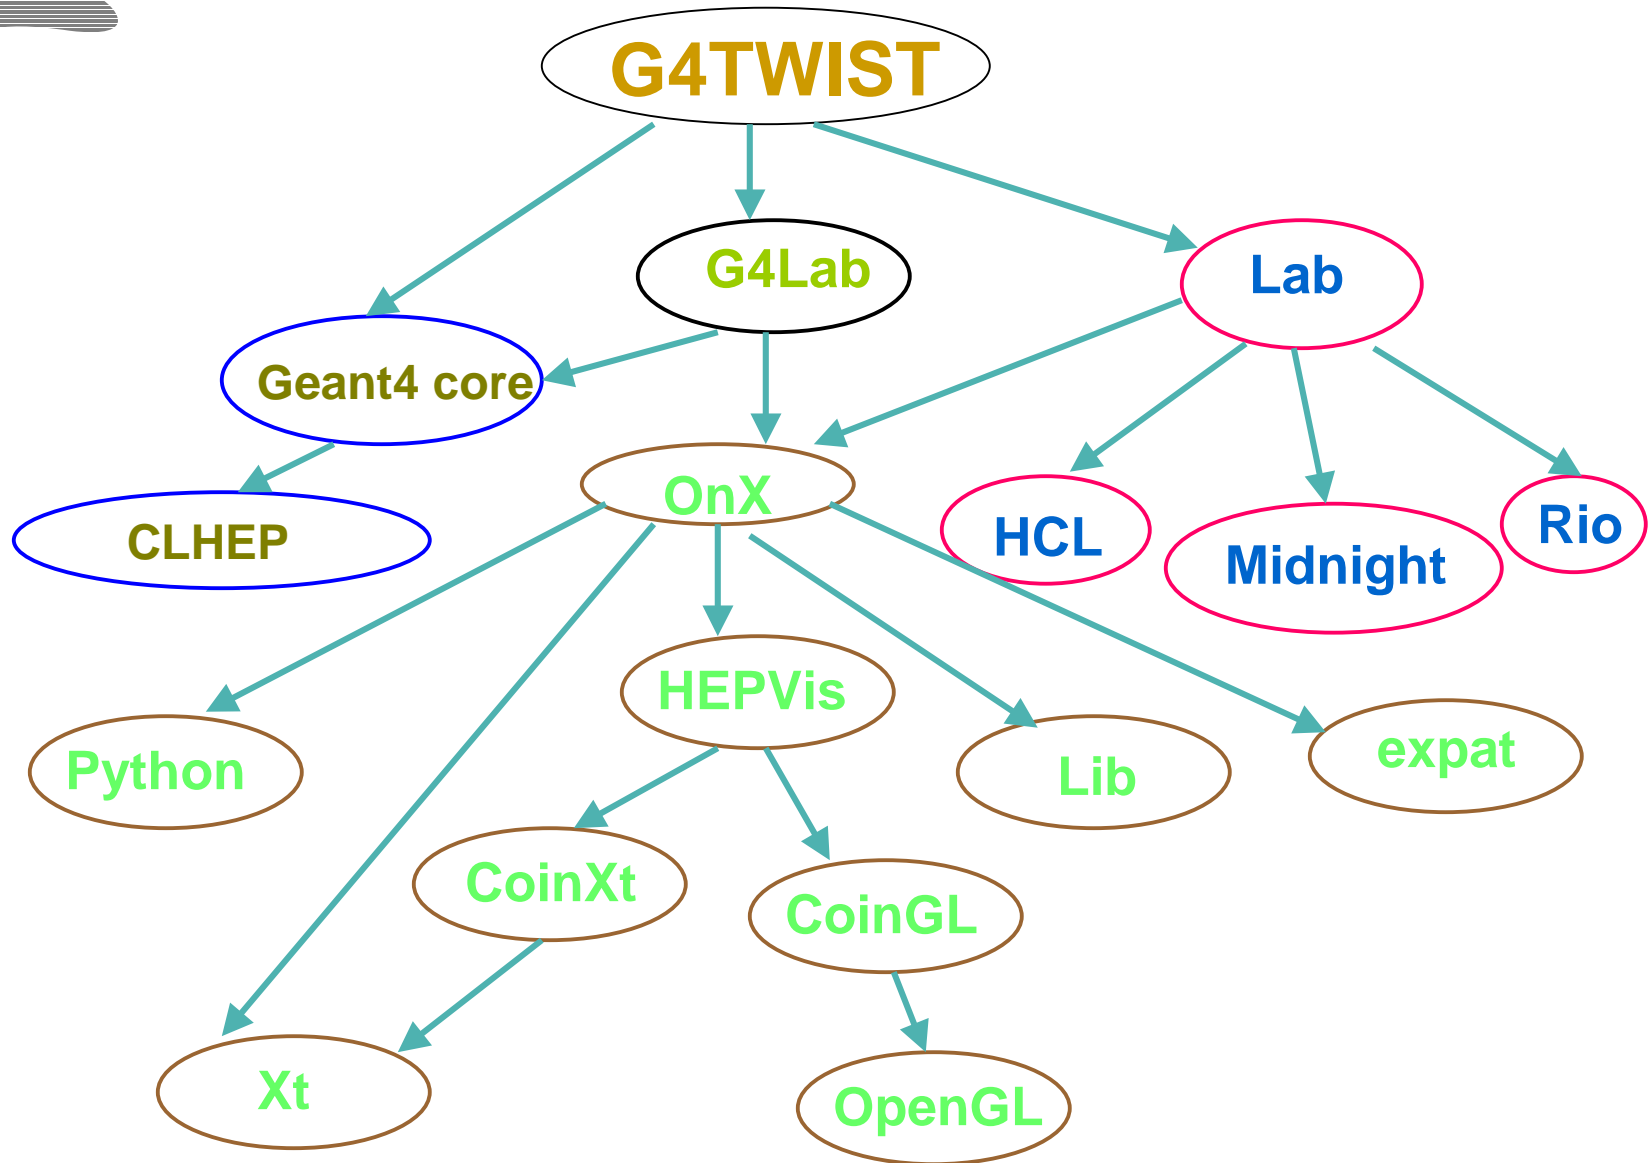 G4TWIST
G4Lab
Lab
Geant4 core
OnX
CLHEP
HCL
Midnight
Rio
HEPVis
Python
Lib
expat
CoinXt
CoinGL
Xt
OpenGL